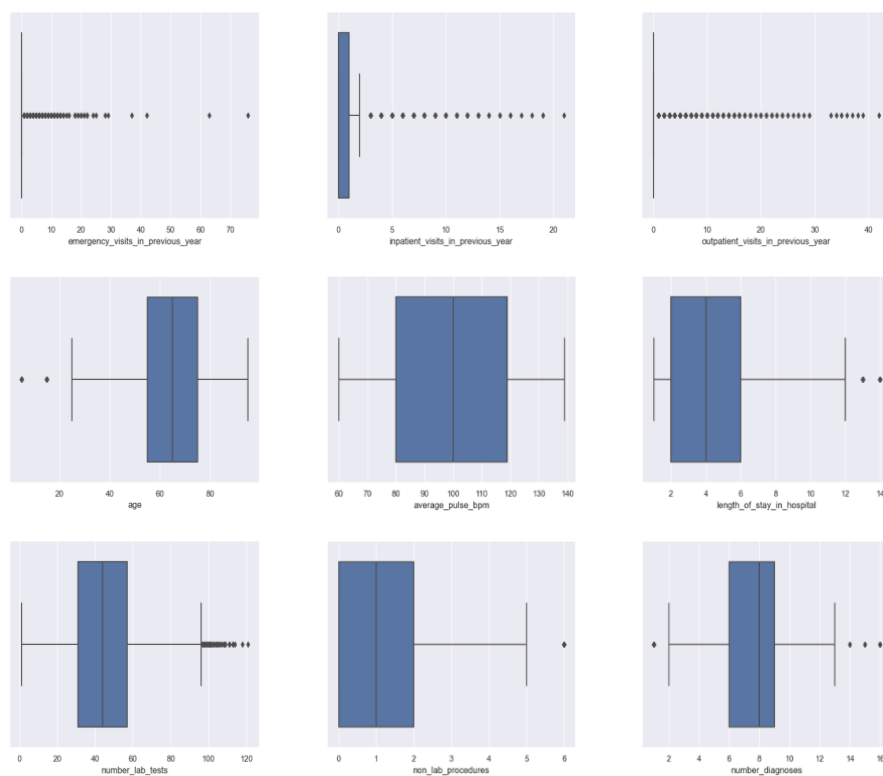 0 10 20 30 40 50 60 70
emergency_visits_in_previous_year
0 5 10 15 20
inpatient_visits_in_previous_year
0 10 20 30 40
outpatient_visits_in_previous_year
20 40 60 80
age
60 70 80 90 100 110 120 130 140
average_pulse_bpm
2 4 6 8 10 12 14
length_of_stay_in_hospital
0 20 40 60 80 100 120
number_lab_tests
0 1 2 3 4 5 6
non_lab_procedures
2 4 6 8 10 12 14 16
number_diagnoses